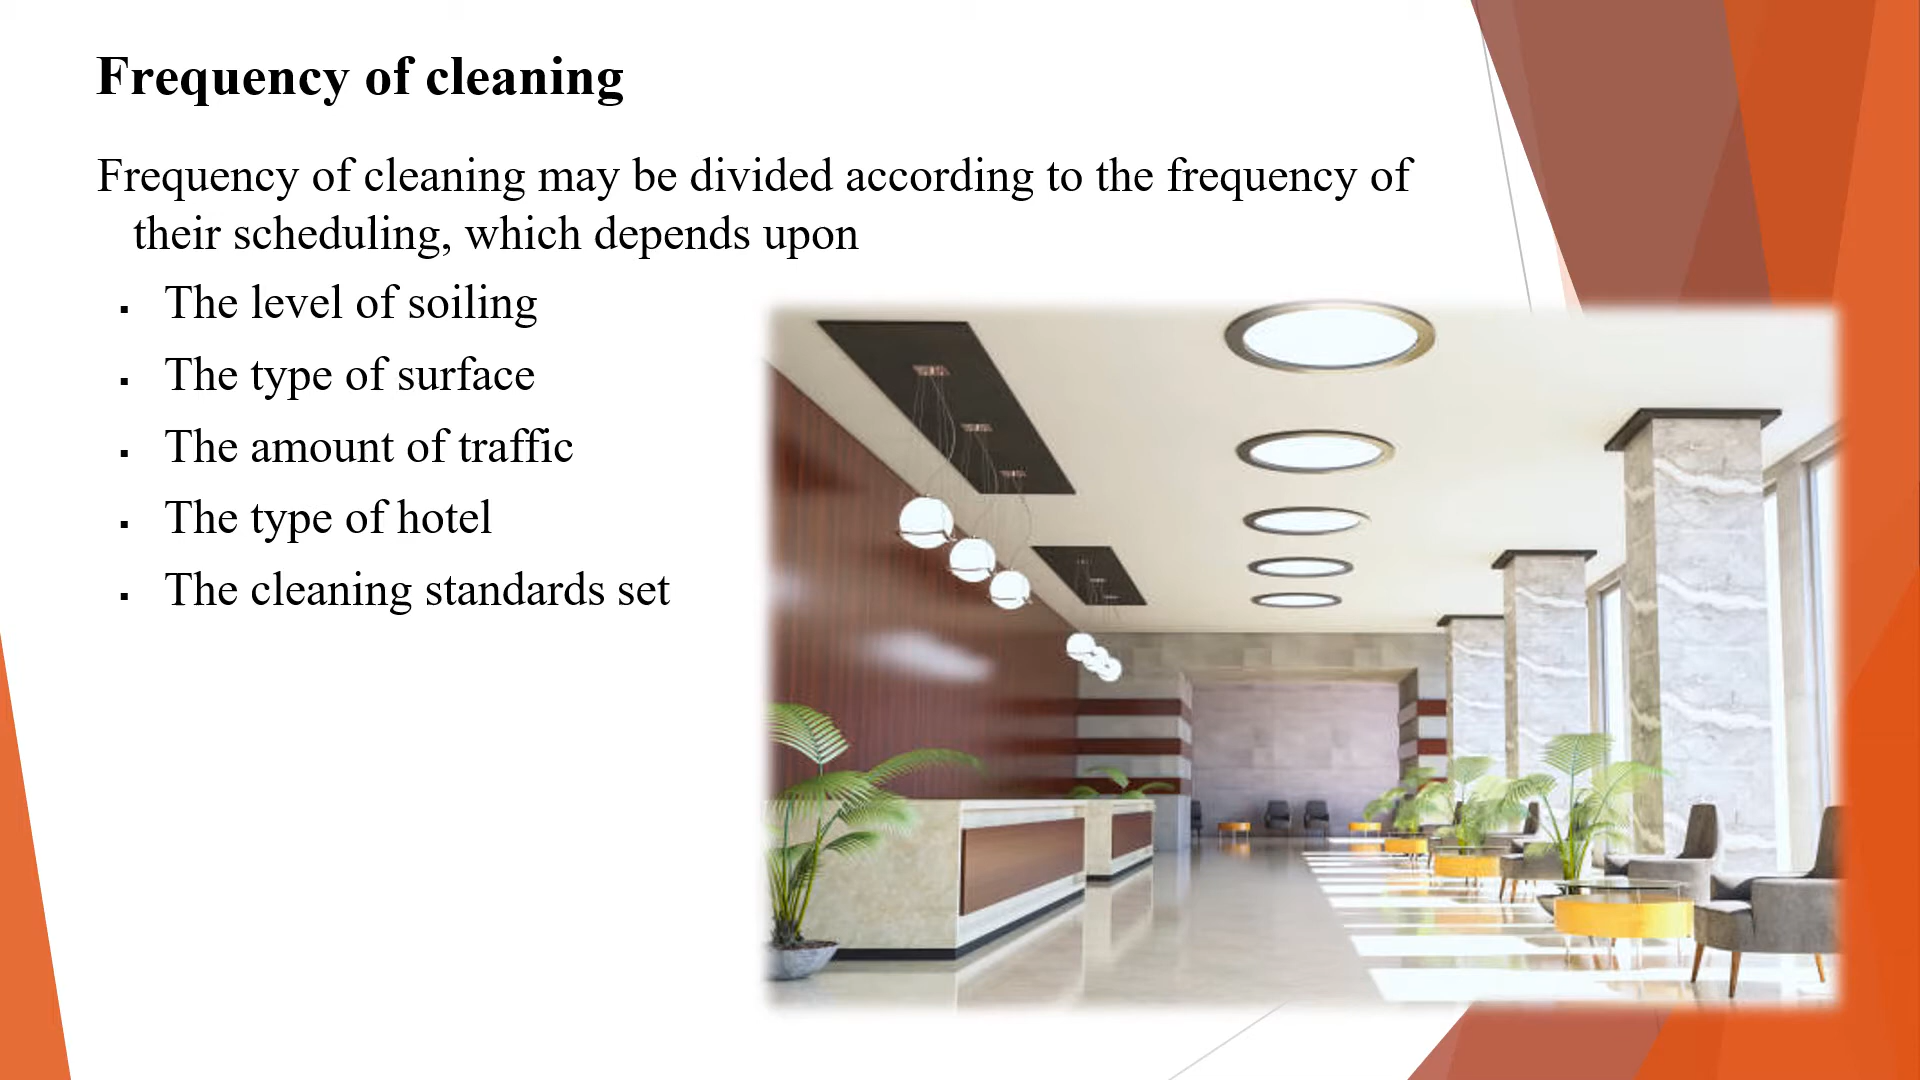 Frequency of cleaning
Frequency of cleaning may be divided according to the frequency of
their scheduling, which depends upon
▪ The level of soiling
▪ The type of surface
▪ The amount of traffic
▪ The type of hotel
▪ The cleaning standards set